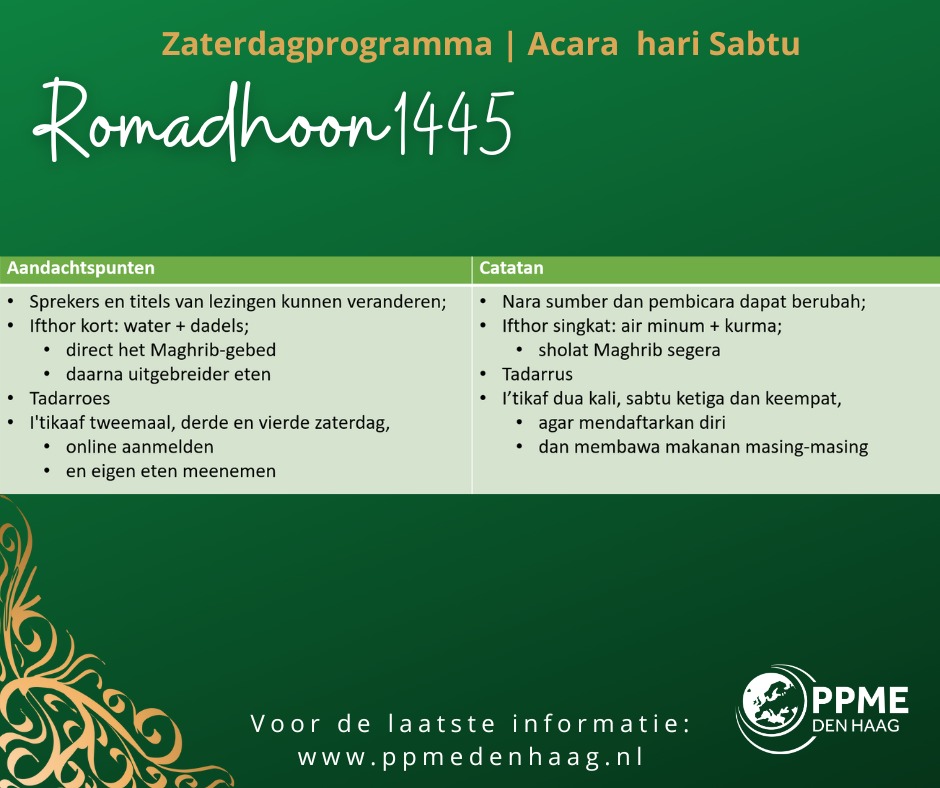 Zaterdagprogramma | Acara hari Sabtu
Romadhoon1445
Aandachtspunten
• Sprekers en titels van lezingen kunnen veranderen;
• Ifthor kort: water + dadels;
• direct het Maghrib-gebed
• daarna uitgebreider eten
• Tadarroes
• I'tikaaf tweemaal, derde en vierde zaterdag,
• online aanmelden
• en eigen eten meenemen
Catatan
• Nara sumber dan pembicara dapat berubah;
• Ifthor singkat: air minum + kurma;
• sholat Maghrib segera
• Tadarrus
• I’tikaf dua kali, sabtu ketiga dan keempat,
• agar mendaftarkan diri
• dan membawa makanan masing-masing
Voor de laatste informatie:
www.ppmedenhaag.nl
PPME
DEN HAAG